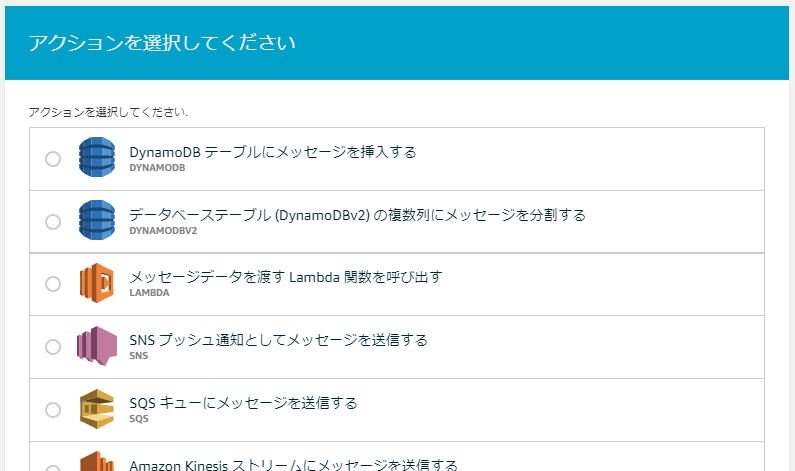 アクションを選択してください
アクションを選択してください.
DynamoDB テーブルにメッセージを挿入する
DYNAMODB
データベーステーブル (DynamoDBv2) の複数列にメッセージを分割する
DYNAMODBV2
メッセージデータを渡す Lambda 関数を呼び出す
LAMBDA
SNS プッシュ通知としてメッセージを送信する
SNS
SQS キューにメッセージを送信する
SQS
Amazon Kinesis ストリームにメッセージを送信する